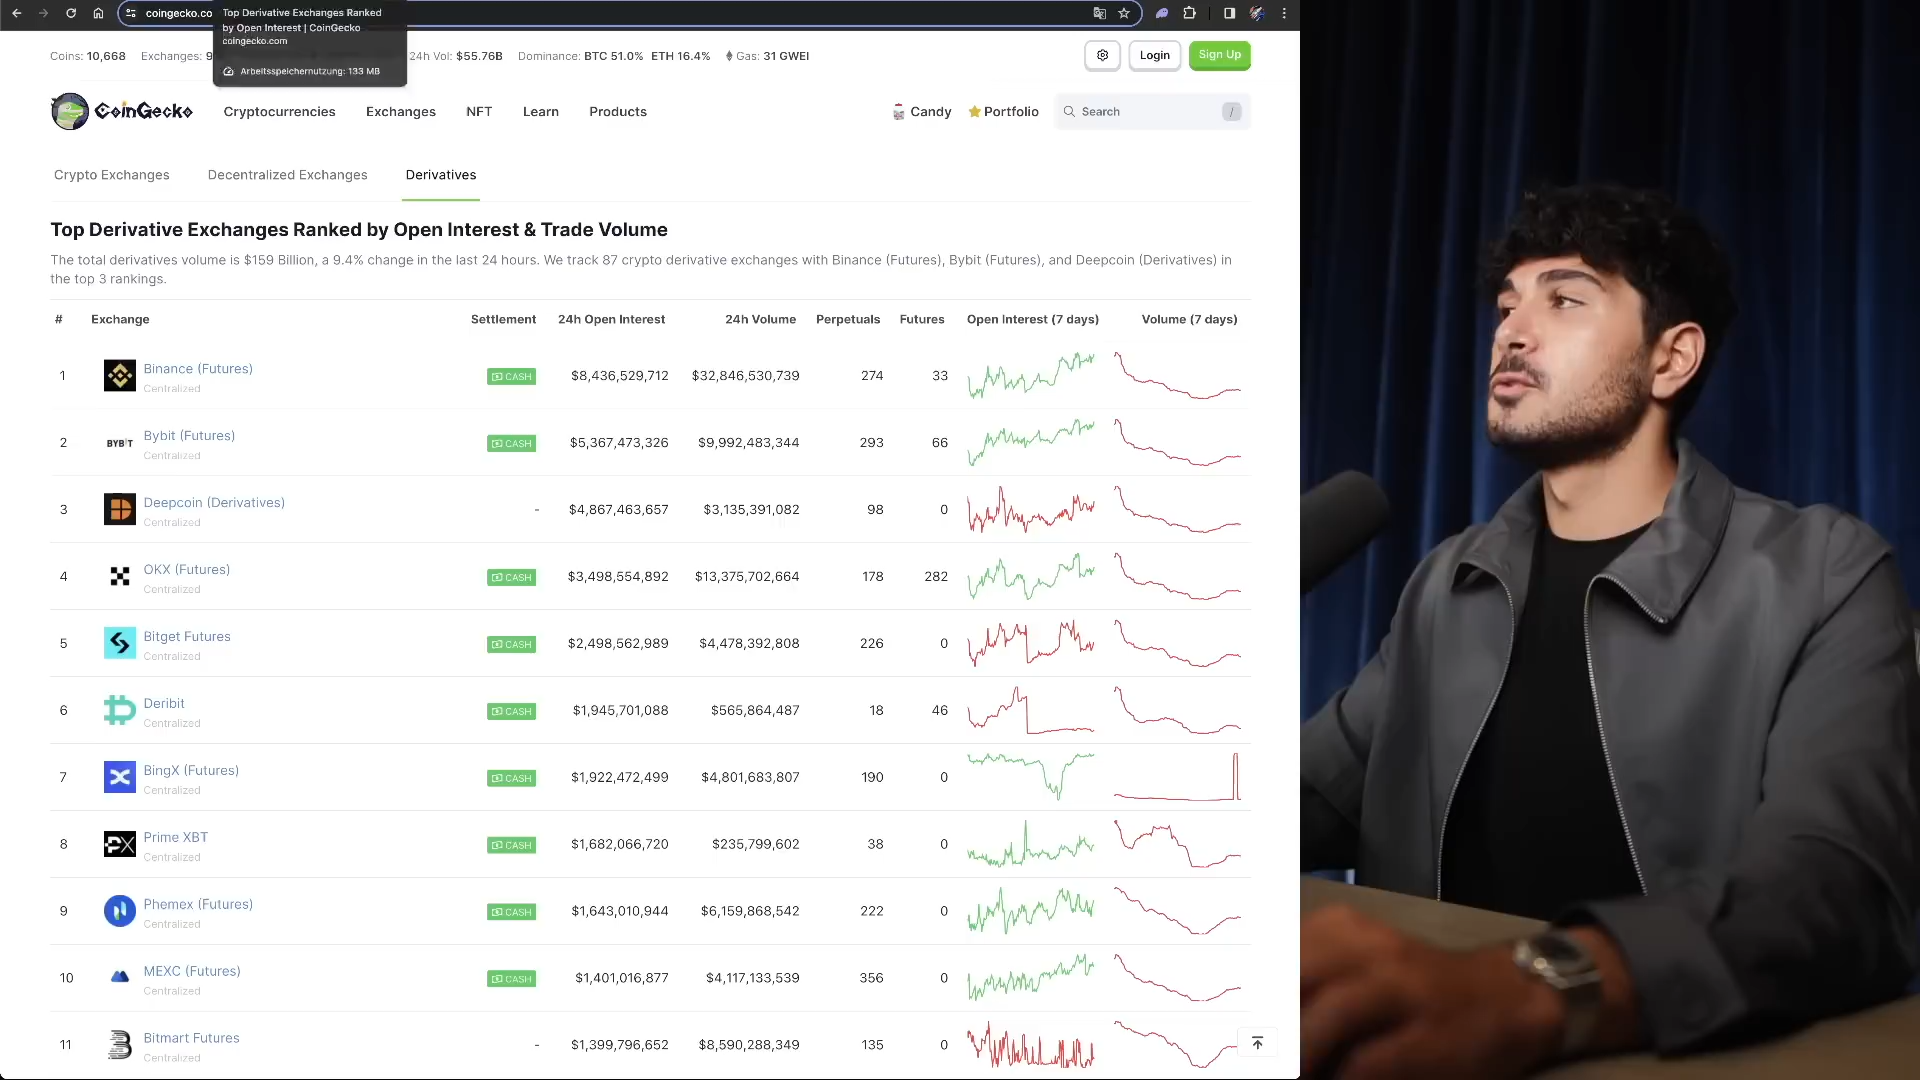 coingecko.co
Top Derivative Exchanges Ranked
by Open Interest | CoinGecko
coingecko.com
Arbeitsspeichernutzung: 133 MB
Coins: 10,668 Exchanges: 24h Vol: $55.76B Dominance: BTC 51.0% ETH 16.4% Gas: 31 GWEI
Login Sign Up
CoinGecko Cryptocurrencies Exchanges NFT Learn Products Candy Portfolio Search /
Crypto Exchanges Decentralized Exchanges Derivatives
Top Derivative Exchanges Ranked by Open Interest & Trade Volume
The total derivatives volume is $159 Billion, a 9.4% change in the last 24 hours. We track 87 crypto derivative exchanges with Binance (Futures), Bybit (Futures), and Deepcoin (Derivatives) in
the top 3 rankings.
# Exchange Settlement 24h Open Interest 24h Volume Perpetuals Futures Open Interest (7 days) Volume (7 days)
1 Binance (Futures) Centralized CASH $8,436,529,712 $32,846,530,739 274 33
2 BYBIT Bybit (Futures) Centralized CASH $5,367,473,326 $9,992,483,344 293 66
3 Deepcoin (Derivatives) Centralized - $4,867,463,657 $3,135,391,082 98 0
4 OKX (Futures) Centralized CASH $3,498,554,892 $13,375,702,664 178 282
5 Bitget Futures Centralized CASH $2,498,562,989 $4,478,392,808 226 0
6 Deribit Centralized CASH $1,945,701,088 $565,864,487 18 46
7 BingX (Futures) Centralized CASH $1,922,472,499 $4,801,683,807 190 0
8 PX Prime XBT Centralized CASH $1,682,066,720 $235,799,602 38 0
9 Phemex (Futures) Centralized CASH $1,643,010,944 $6,159,868,542 222 0
10 MEXC (Futures) Centralized CASH $1,401,016,877 $4,117,133,539 356 0
11 Bitmart Futures Centralized - $1,399,796,652 $8,590,288,349 135 0